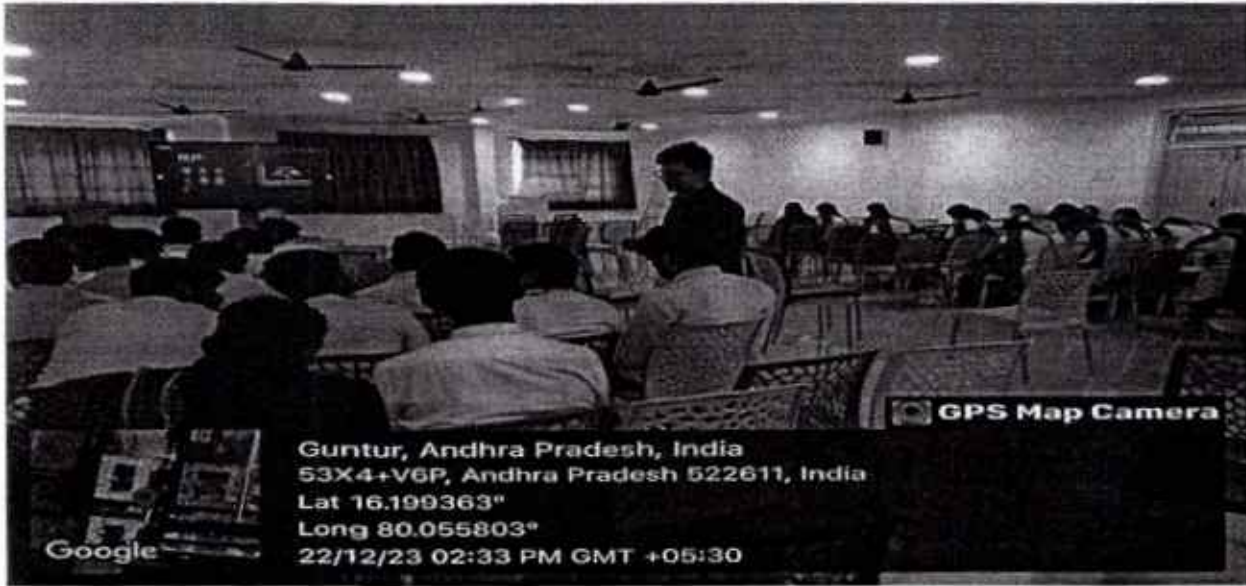 GPS Map Camera
Guntur, Andhra Pradesh, India
53X4+V6P, Andhra Pradesh 522611, India
Lat 16.199363°
Long 80.055803°
22/12/23 02:33 PM GMT +05:30
Google